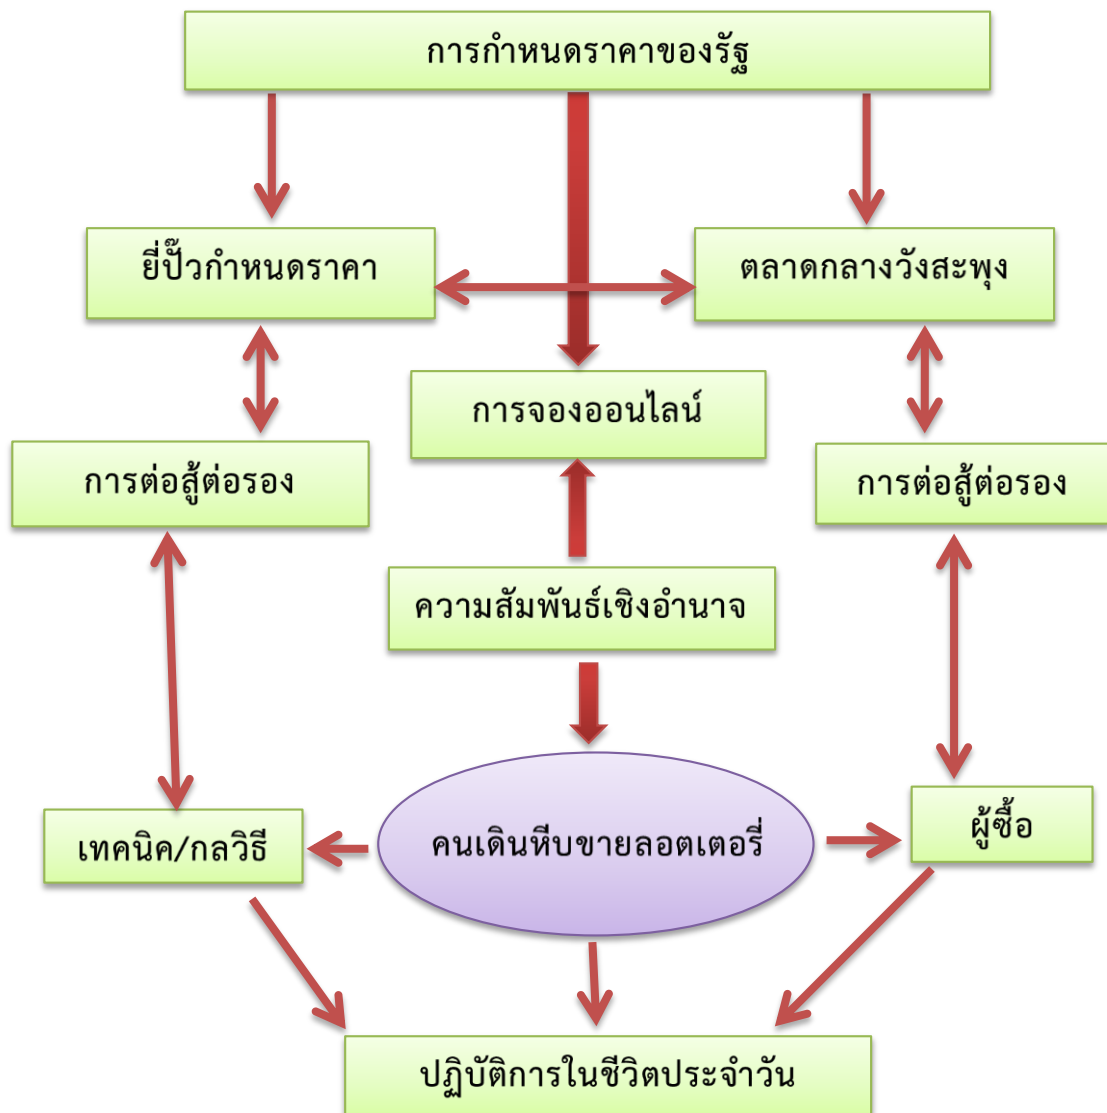 การกำหนดราคาของรัฐ
ยี่ปั๊วกำหนดราคา
ตลาดกลางวังสะพุง
การจองออนไลน์
การต่อสู้ต่อรอง
การต่อสู้ต่อรอง
ความสัมพันธ์เชิงอำนาจ
เทคนิค/กลวิธี
คนเดินหีบขายลอตเตอรี่
ผู้ซื้อ
ปฏิบัติการในชีวิตประจำวัน